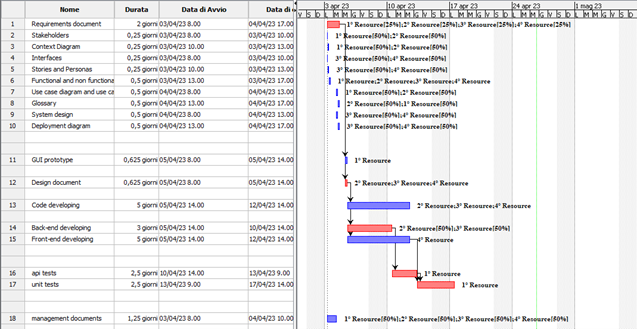 Nome Durata Data di Avvio Data di
3 apr 23 10 apr 23 17 apr 23 24 apr 23 1 mag 23
1 Requirements document 2 giorni 03/04/23 8.00 04/04/23 17.00 1° Resource[25%];2° Resource[25%];3° Resource[25%];4° Resource[25%]
2 Stakeholders 0,25 giorni 03/04/23 8.00 03/04/23 10.00 1° Resource[50%];2° Resource[50%]
3 Context Diagram 0,25 giorni 03/04/23 10.00 03/04/23 13.00 1° Resource[50%];2° Resource[50%]
4 Interfaces 0,25 giorni 03/04/23 8.00 03/04/23 10.00 3° Resource[50%];4° Resource[50%]
5 Stories and Personas 0,25 giorni 03/04/23 10.00 03/04/23 13.00 3° Resource[50%];4° Resource[50%]
6 Functional and non functiona 0,5 giorni 03/04/23 13.00 03/04/23 17.00 1° Resource;2° Resource;3° Resource;4° Resource
7 Use case diagram and use ca 0,5 giorni 04/04/23 8.00 04/04/23 13.00 1° Resource[50%];2° Resource[50%]
8 Glossary 0,5 giorni 04/04/23 13.00 04/04/23 17.00 2° Resource[50%];1° Resource[50%]
9 System design 0,5 giorni 04/04/23 8.00 04/04/23 13.00 3° Resource[50%];4° Resource[50%]
10 Deployment diagram 0,5 giorni 04/04/23 13.00 04/04/23 17.00 3° Resource[50%];4° Resource[50%]
11 GUI prototype 0,625 giorni 05/04/23 8.00 05/04/23 14.00 1° Resource
12 Design document 0,625 giorni 05/04/23 8.00 05/04/23 14.00 2° Resource;3° Resource;4° Resource
13 Code developing 5 giorni 05/04/23 14.00 12/04/23 14.00 2° Resource;3° Resource;4° Resource
14 Back-end developing 3 giorni 05/04/23 14.00 10/04/23 14.00 2° Resource[50%];3° Resource[50%]
15 Front-end developing 5 giorni 05/04/23 14.00 12/04/23 14.00 4° Resource
16 api tests 2,5 giorni 10/04/23 14.00 13/04/23 9.00 1° Resource
17 unit tests 2,5 giorni 13/04/23 9.00 17/04/23 14.00 1° Resource
18 management documents 1,25 giorni 03/04/23 8.00 04/04/23 10.00 1° Resource[50%];2° Resource[50%];3° Resource[50%];4° Resource[50%]